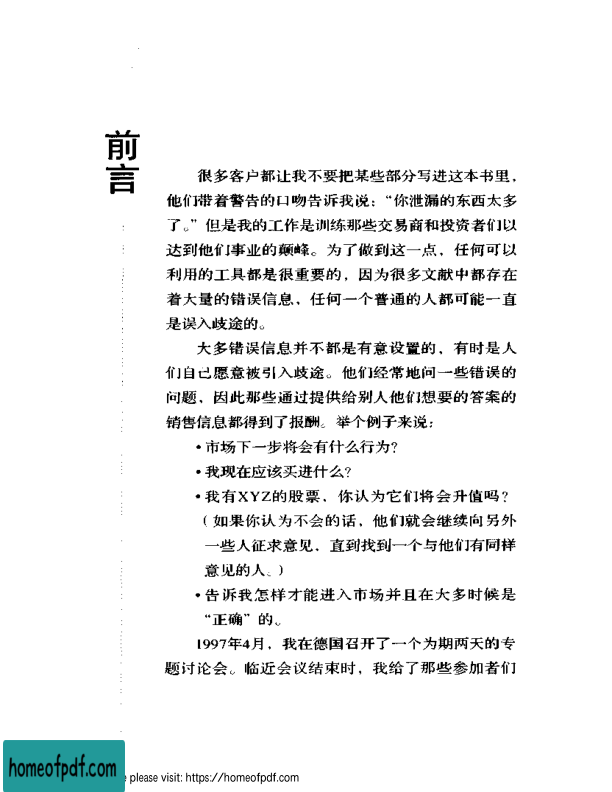 前言
很多客户都让我不要把某些部分写进这本书里，
他们带着警告的口吻告诉我说：“你泄漏的东西太多
了。”但是我的工作是训练那些交易商和投资者们以
达到他们事业的颠峰。为了做到这一点，任何可以
利用的工具都是很重要的，因为很多文献中都存在
着大量的错误信息，任何一个普通的人都可能一直
是误入歧途的。
大多错误信息并不都是有意设置的，有时是人
们自己愿意被引入歧途。他们经常地问一些错误的
问题，因此那些通过提供给别人他们想要的答案的
销售信息都得到了报酬。举个例子来说：
•市场下一步将会有什么行为？
•我现在应该买进什么？
•我有XYZ的股票，你认为它们将会升值吗？
（如果你认为不会的话，他们就会继续向另外
一些人征求意见，直到找到一个与他们有同样
意见的人。）
•告诉我怎样才能进入市场并且在大多时候是
“正确”的。
1997年4月，我在德国召开了一个为期两天的专
题讨论会。临近会议结束时，我给了那些参加者们
homeofpdf.com
please visit: https://homeofpdf.com